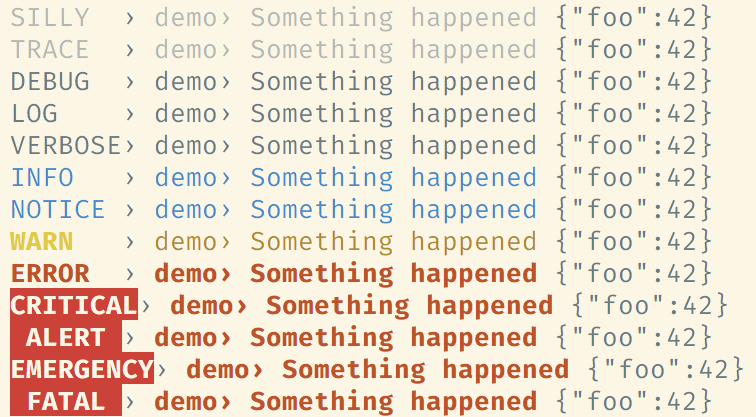 SILLY › demo› Something happened {"foo":42}
TRACE › demo› Something happened {"foo":42}
DEBUG › demo› Something happened {"foo":42}
LOG › demo› Something happened {"foo":42}
VERBOSE› demo› Something happened {"foo":42}
INFO › demo› Something happened {"foo":42}
NOTICE › demo› Something happened {"foo":42}
WARN › demo› Something happened {"foo":42}
ERROR › demo› Something happened {"foo":42}
CRITICAL› demo› Something happened {"foo":42}
ALERT › demo› Something happened {"foo":42}
EMERGENCY› demo› Something happened {"foo":42}
FATAL › demo› Something happened {"foo":42}